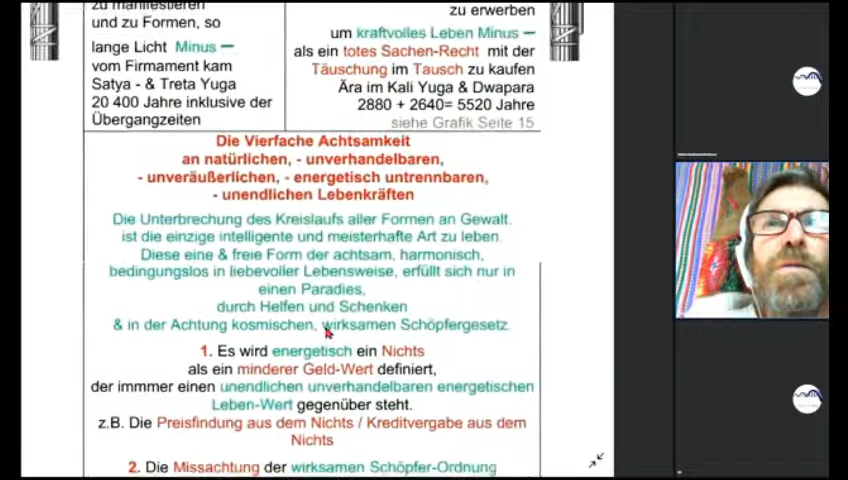 zu manifestieren
und zu Formen, so
lange Licht Minus –
vom Firmament kam
Satya - & Treta Yuga
20 400 Jahre inklusive der
Übergangzeiten
zu erwerben
um kraftvolles Leben Minus –
als ein totes Sachen-Recht mit der
Täuschung im Tausch zu kaufen
Ära im Kali Yuga & Dwapara
2880 + 2640= 5520 Jahre
siehe Grafik Seite 15
Die Vierfache Achtsamkeit
an natürlichen, - unverhandelbaren,
- unveräußerlichen, - energetisch untrennbaren,
- unendlichen Lebenkräften
Die Unterbrechung des Kreislaufs aller Formen an Gewalt.
ist die einzige intelligente und meisterhafte Art zu leben.
Diese eine & freie Form der achtsam, harmonisch,
bedingungslos in liebevoller Lebensweise, erfüllt sich nur in
einen Paradies,
durch Helfen und Schenken
& in der Achtung kosmischen, wirksamen Schöpfergesetz.
1. Es wird energetisch ein Nichts
als ein minderer Geld-Wert definiert,
der immmer einen unendlichen unverhandelbaren energetischen
Leben-Wert gegenüber steht.
z.B. Die Preisfindung aus dem Nichts / Kreditvergabe aus dem
Nichts
2. Die Missachtung der wirksamen Schöpfer-Ordnung